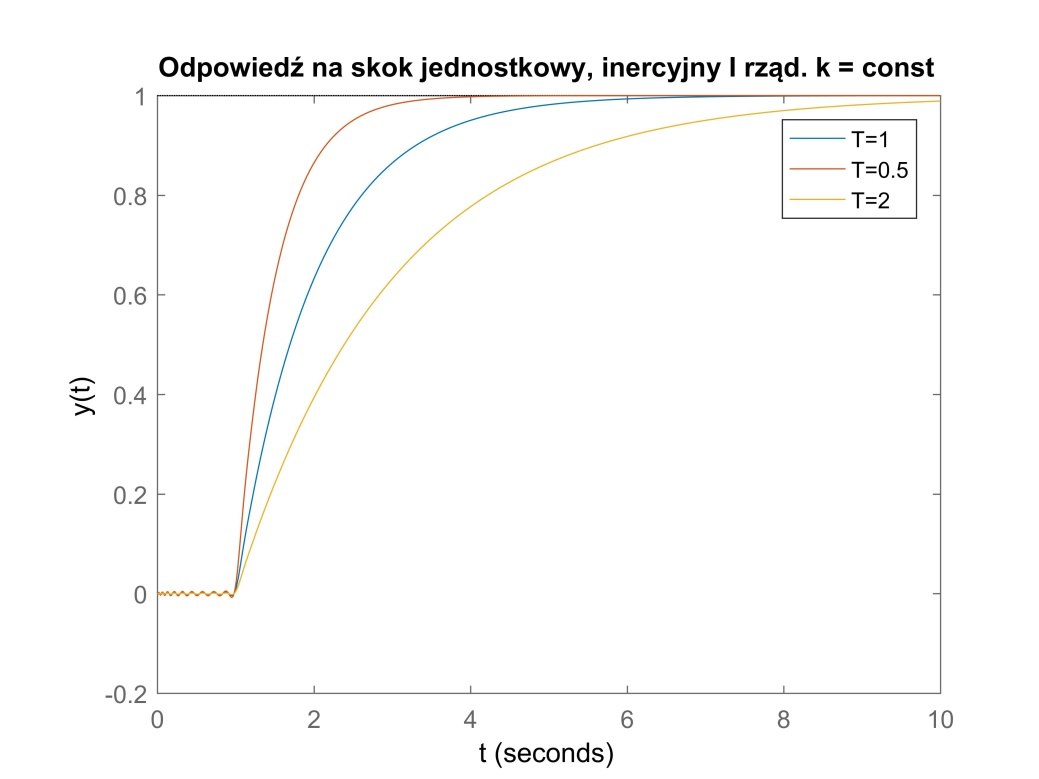 Odpowiedź na skok jednostkowy, inercyjny I rząd. k = const
1
0.8
0.6
0.4
0.2
0
-0.2
y(t)
T=1
T=0.5
T=2
0 2 4 6 8 10
t (seconds)